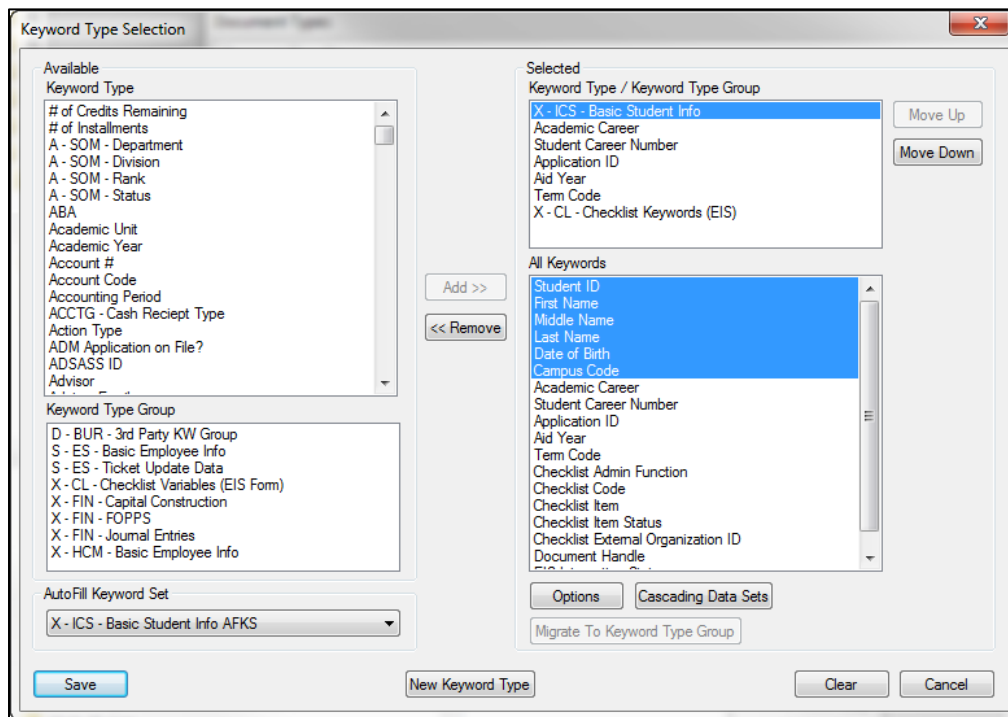 Document Types
Keyword Type Selection
Available
Keyword Type
# of Credits Remaining
# of Installments
A - SOM - Department
A - SOM - Division
A - SOM - Rank
A - SOM - Status
ABA
Academic Unit
Academic Year
Account #
Account Code
Accounting Period
ACCTG - Cash Reciept Type
Action Type
ADM Application on File?
ADSASS ID
Advisor
Keyword Type Group
D - BUR - 3rd Party KW Group
S - ES - Basic Employee Info
S - ES - Ticket Update Data
X - CL - Checklist Variables (EIS Form)
X - FIN - Capital Construction
X - FIN - FOPPS
X - FIN - Journal Entries
X - HCM - Basic Employee Info
AutoFill Keyword Set
X - ICS - Basic Student Info AFKS
Add >>
<< Remove
Selected
Keyword Type / Keyword Type Group
X - ICS - Basic Student Info
Academic Career
Student Career Number
Application ID
Aid Year
Term Code
X - CL - Checklist Keywords (EIS)
Move Up
Move Down
All Keywords
Student ID
First Name
Middle Name
Last Name
Date of Birth
Campus Code
Academic Career
Student Career Number
Application ID
Aid Year
Term Code
Checklist Admin Function
Checklist Code
Checklist Item
Checklist Item Status
Checklist External Organization ID
Document Handle
Options
Cascading Data Sets
Migrate To Keyword Type Group
Save
New Keyword Type
Clear
Cancel